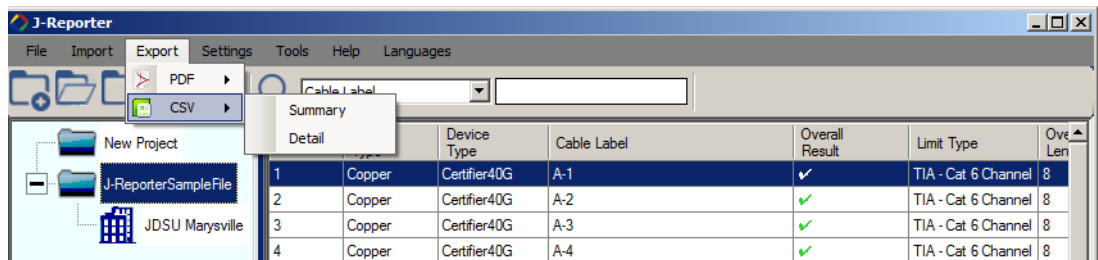 J-Reporter
File Import Export Settings Tools Help Languages
PDF
CSV
Cable Label
Summary
Detail
New Project
J-ReporterSampleFile
JDSU Marysville
Type Device Type Cable Label Overall Result Limit Type Ove Len
1 Copper Certifier40G A-1 ✔ TIA - Cat 6 Channel 8
2 Copper Certifier40G A-2 ✔ TIA - Cat 6 Channel 8
3 Copper Certifier40G A-3 ✔ TIA - Cat 6 Channel 8
4 Copper Certifier40G A-4 ✔ TIA - Cat 6 Channel 8